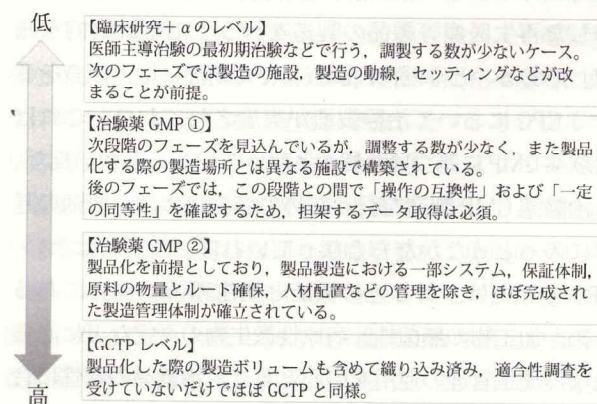 低
【臨床研究+αのレベル】
医師主導治験の最初期治験などで行う，調製する数が少ないケース。
次のフェーズでは製造の施設，製造の動線，セッティングなどが改
まることが前提。
【治験薬 GMP ①】
次段階のフェーズを見込んでいるが，調整する数が少なく，また製品
化する際の製造場所とは異なる施設で構築されている。
後のフェーズでは，この段階との間で「操作の互換性」および「一定
の同等性」を確認するため，担架するデータ取得は必須。
【治験薬 GMP ②】
製品化を前提としており，製品製造における一部システム，保証体制，
原料の物量とルート確保，人材配置などの管理を除き，ほぼ完成され
た製造管理体制が確立されている。
【GCTP レベル】
製品化した際の製造ボリュームも含めて織り込み済み，適合性調査を
受けていないだけでほぼ GCTP と同様。
高